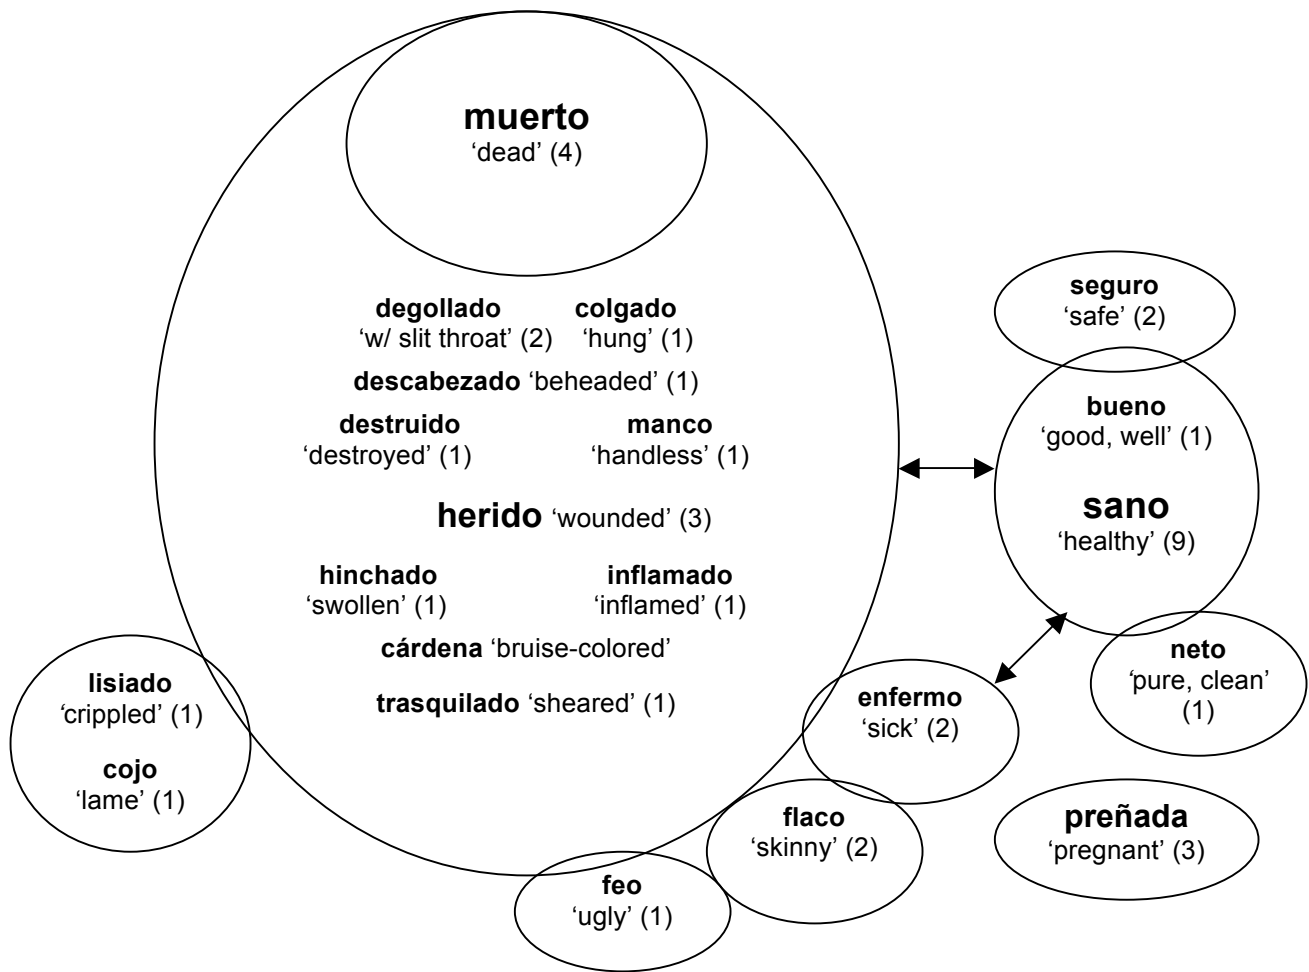 muerto
‘dead’ (4)
degollado
‘w/ slit throat’ (2)
colgado
‘hung’ (1)
descabezado ‘beheaded’ (1)
destruido
‘destroyed’ (1)
manco
‘handless’ (1)
herido ‘wounded’ (3)
hinchado
‘swollen’ (1)
inflamado
‘inflamed’ (1)
cárdena ‘bruise-colored’
trasquilado ‘sheared’ (1)
lisiado
‘crippled’ (1)
cojo
‘lame’ (1)
feo
‘ugly’ (1)
flaco
‘skinny’ (2)
enfermo
‘sick’ (2)
seguro
‘safe’ (2)
bueno
‘good, well’ (1)
sano
‘healthy’ (9)
neto
‘pure, clean’
(1)
preñada
‘pregnant’ (3)